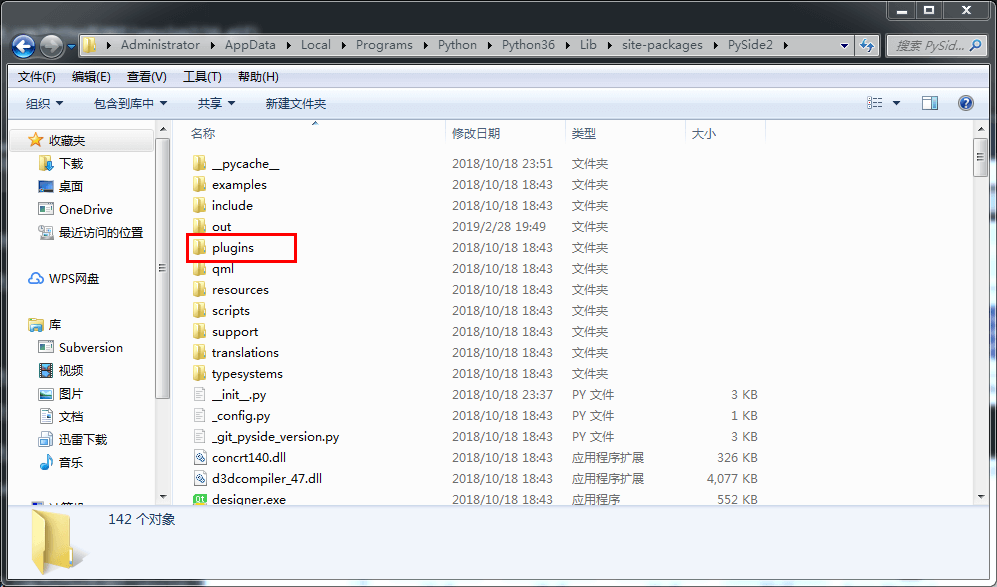 Administrator AppData Local Programs Python Python36 Lib site-packages PySide2 搜索 PySid...
文件(F) 编辑(E) 查看(V) 工具(T) 帮助(H)
组织 包含到库中 共享 新建文件夹
收藏夹
下载
桌面
OneDrive
最近访问的位置
WPS网盘
库
Subversion
视频
图片
文档
迅雷下载
音乐
名称 修改日期 类型 大小
__pycache__ 2018/10/18 23:51 文件夹
examples 2018/10/18 18:43 文件夹
include 2018/10/18 18:43 文件夹
out 2019/2/28 19:49 文件夹
plugins 2018/10/18 18:43 文件夹
qml 2018/10/18 18:43 文件夹
resources 2018/10/18 18:43 文件夹
scripts 2018/10/18 18:43 文件夹
support 2018/10/18 18:43 文件夹
translations 2018/10/18 18:43 文件夹
typesystems 2018/10/18 18:43 文件夹
__init__.py 2018/10/18 23:37 PY 文件 3 KB
_config.py 2018/10/18 18:43 PY 文件 1 KB
_git_pyside_version.py 2018/10/18 18:43 PY 文件 3 KB
concrt140.dll 2018/10/18 18:43 应用程序扩展 326 KB
d3dcompiler_47.dll 2018/10/18 18:43 应用程序扩展 4,077 KB
designer.exe 2018/10/18 18:43 应用程序 552 KB
142 个对象